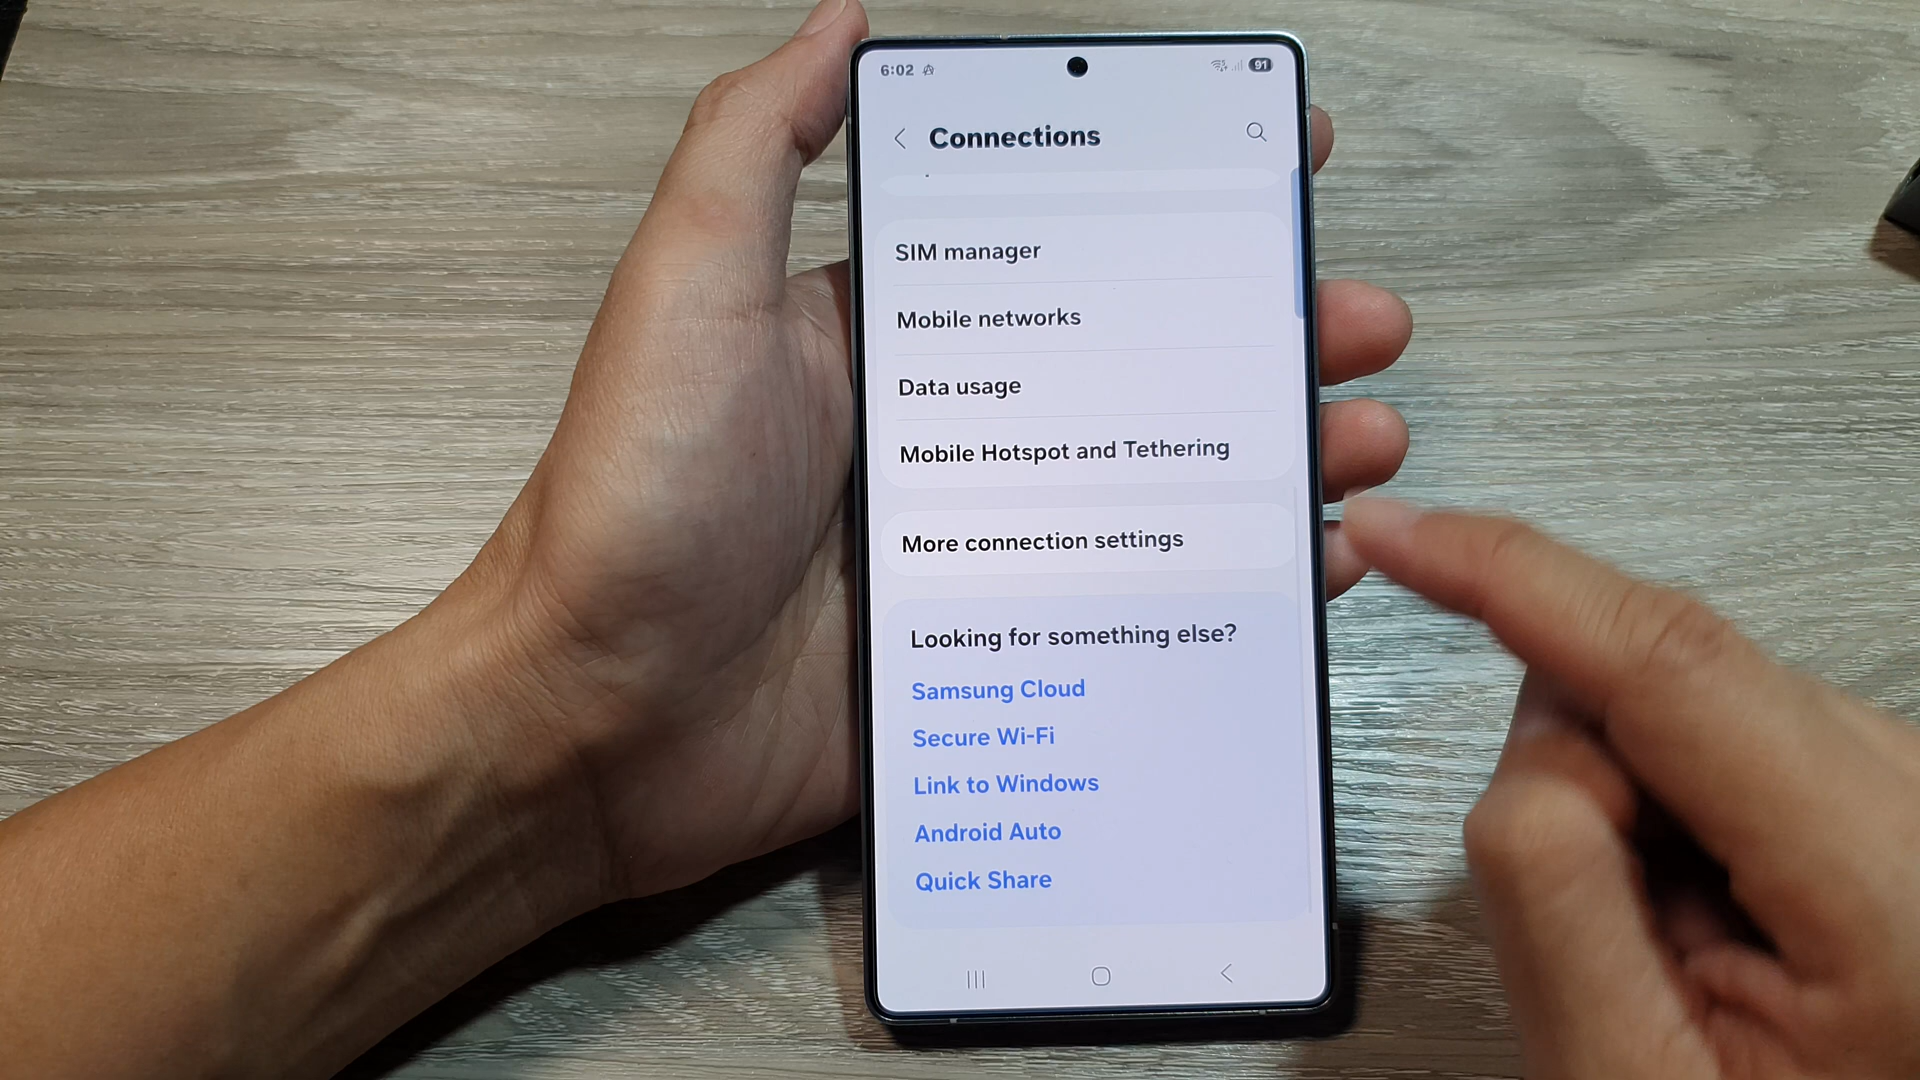 6:02
91
Connections
SIM manager
Mobile networks
Data usage
Mobile Hotspot and Tethering
More connection settings
Looking for something else?
Samsung Cloud
Secure Wi-Fi
Link to Windows
Android Auto
Quick Share